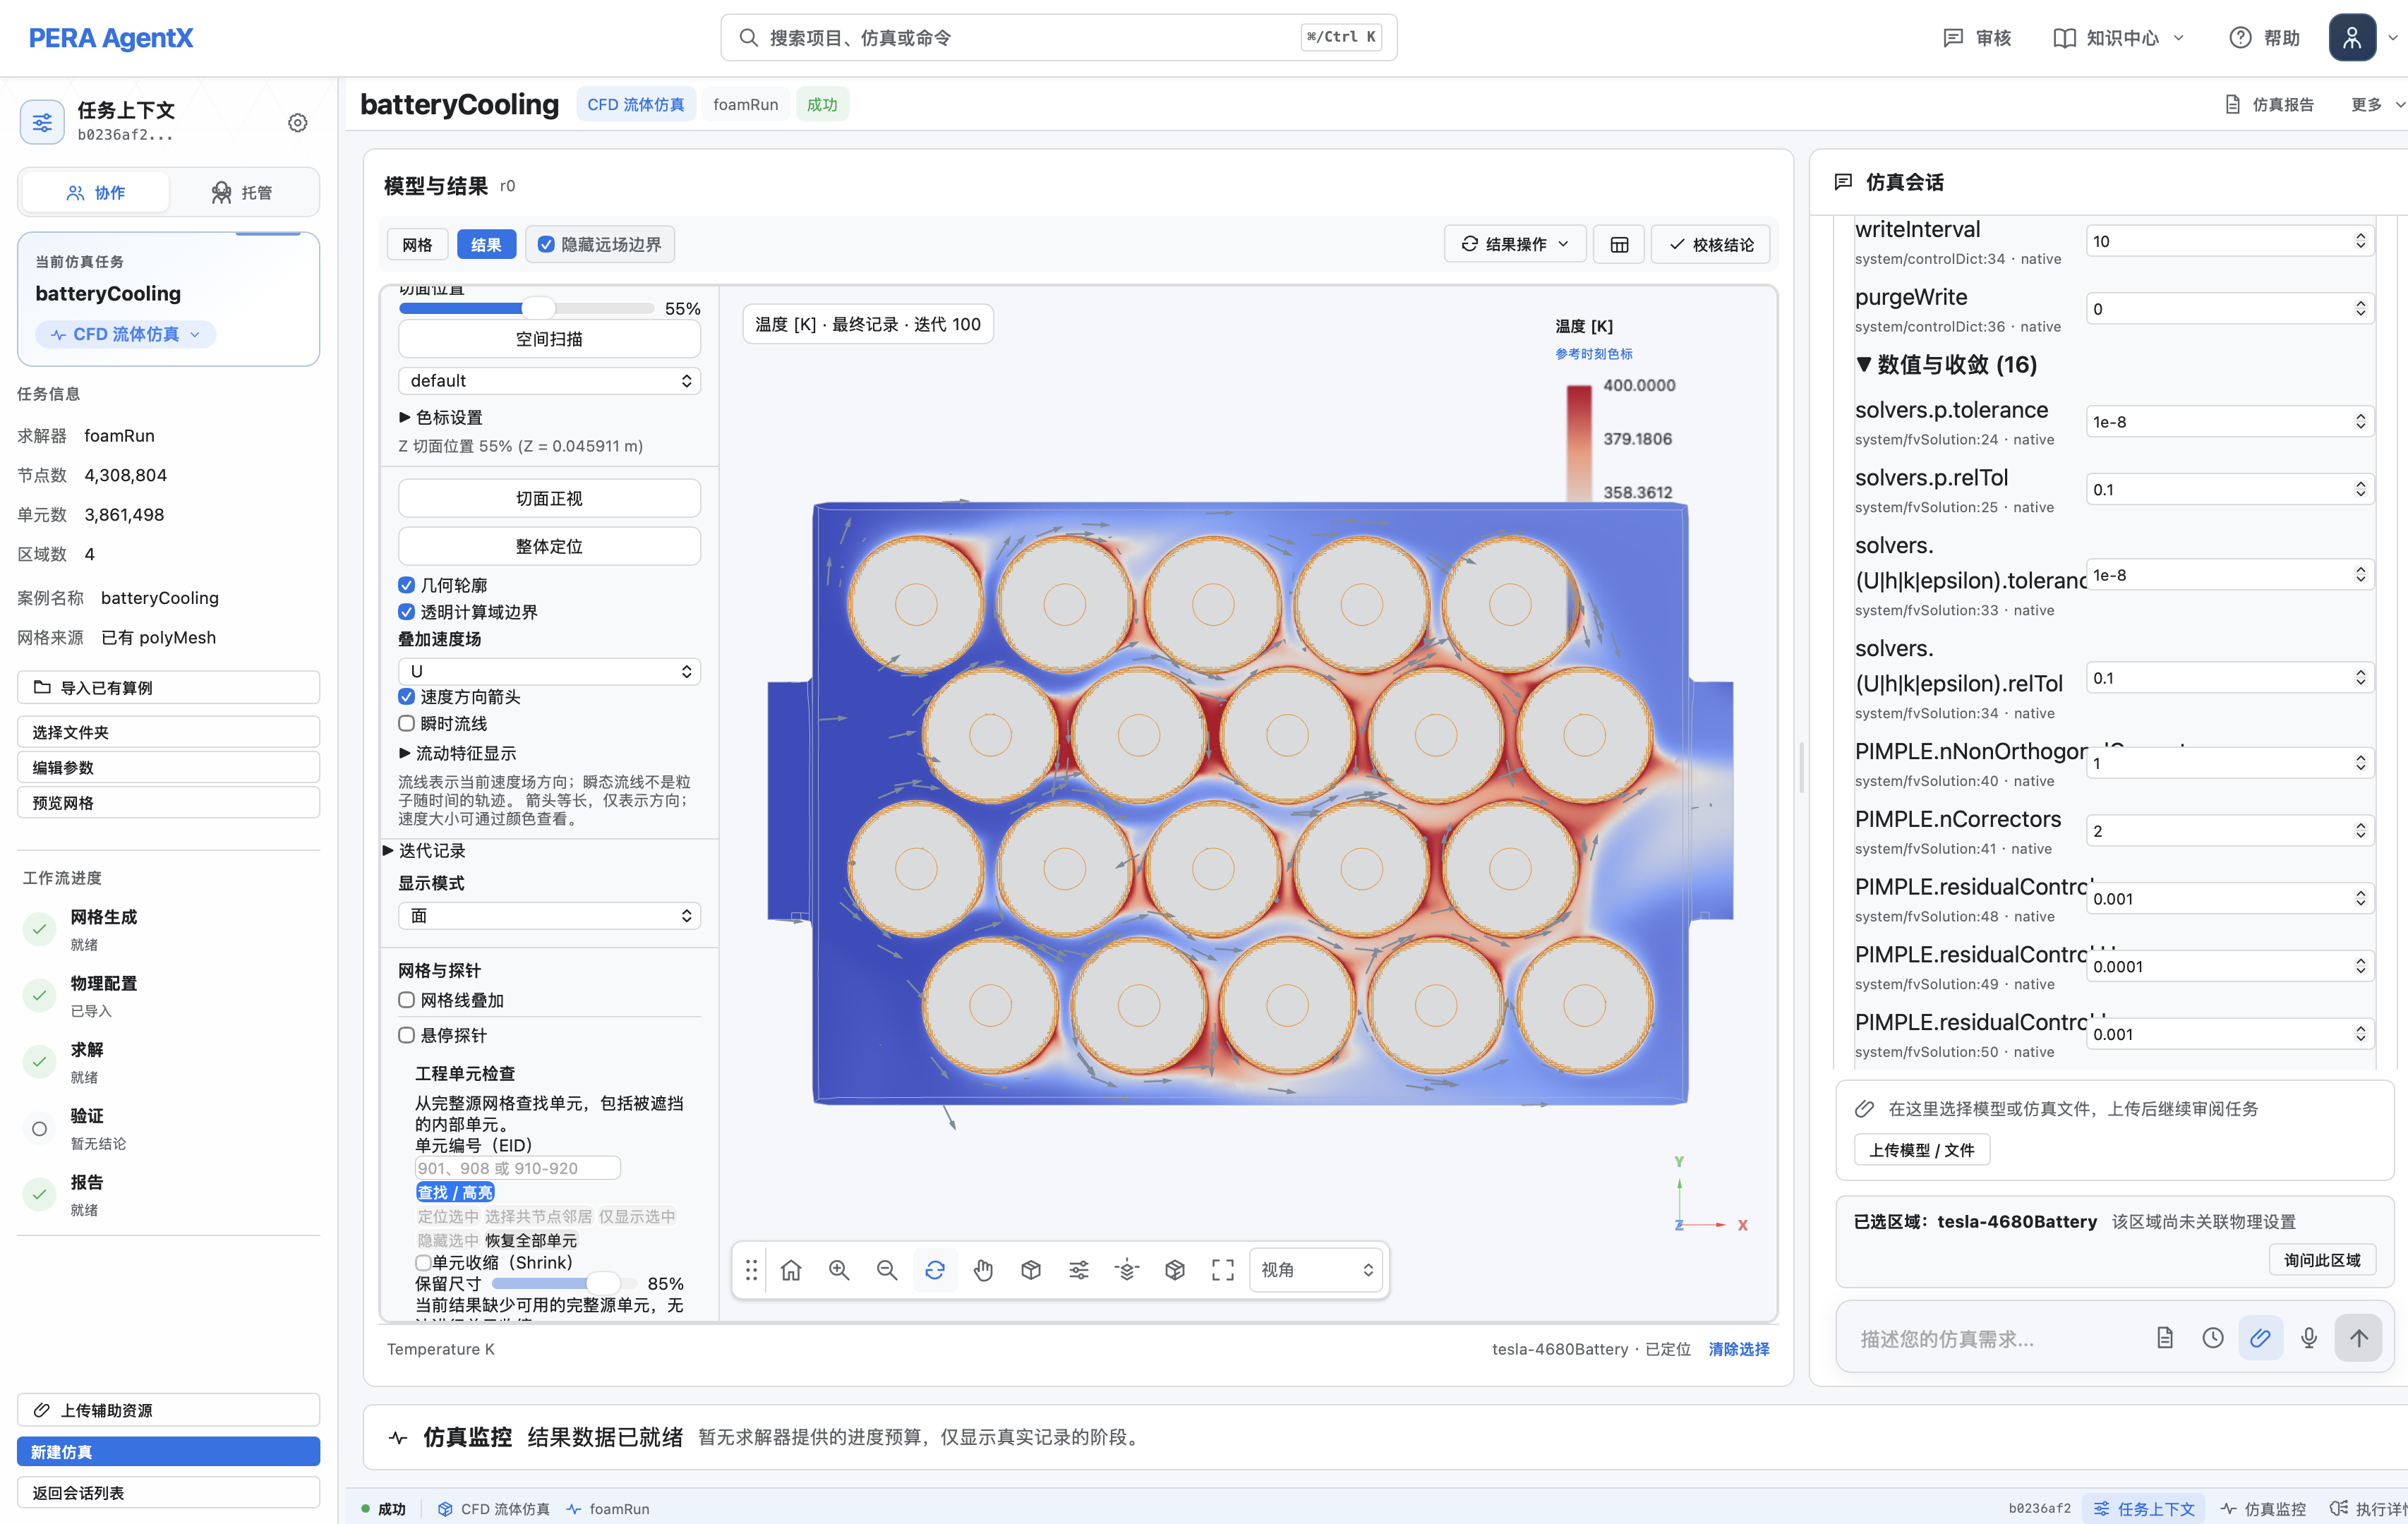 PERA AgentX
搜索项目、仿真或命令
⌘/Ctrl K
审核
知识中心
帮助
任务上下文
b0236af2...
协作
托管
当前仿真任务
batteryCooling
CFD 流体仿真
任务信息
求解器 foamRun
节点数 4,308,804
单元数 3,861,498
区域数 4
案例名称 batteryCooling
网格来源 已有 polyMesh
导入已有算例
选择文件夹
编辑参数
预览网格
工作流进度
网格生成
就绪
物理配置
已导入
求解
就绪
验证
暂无结论
报告
就绪
上传辅助资源
新建仿真
返回会话列表
batteryCooling CFD 流体仿真 foamRun 成功
仿真报告
更多
模型与结果 r0
网格
结果
隐藏远场边界
结果操作
校核结论
切面位置
55%
空间扫描
default
▶ 色标设置
Z 切面位置 55% (Z = 0.045911 m)
切面正视
整体定位
几何轮廓
透明计算域边界
叠加速度场
U
速度方向箭头
瞬时流线
▶ 流动特征显示
流线表示当前速度场方向；瞬态流线不是粒
子随时间的轨迹。 箭头等长，仅表示方向；
速度大小可通过颜色查看。
▶ 迭代记录
显示模式
面
网格与探针
网格线叠加
悬停探针
工程单元检查
从完整源网格查找单元，包括被遮挡
的内部单元。
单元编号（EID）
901、908 或 910-920
查找 / 高亮
定位选中 选择共节点邻居 仅显示选中
隐藏选中 恢复全部单元
单元收缩（Shrink）
保留尺寸 85%
当前结果缺少可用的完整源单元，无
温度 [K] · 最终记录 · 迭代 100
温度 [K]
参考时刻色标
400.0000
379.1806
358.3612
Y
Z
X
视角
Temperature K
tesla-4680Battery · 已定位 清除选择
仿真会话
writeInterval
10
system/controlDict:34 · native
purgeWrite
0
system/controlDict:36 · native
▼ 数值与收敛 (16)
solvers.p.tolerance
1e-8
system/fvSolution:24 · native
solvers.p.relTol
0.1
system/fvSolution:25 · native
solvers.
(U|h|k|epsilon).toleranc
1e-8
system/fvSolution:33 · native
solvers.
(U|h|k|epsilon).relTol
0.1
system/fvSolution:34 · native
1
system/fvSolution:40 · native
PIMPLE.nCorrectors
2
system/fvSolution:41 · native
PIMPLE.residualControl
0.001
system/fvSolution:48 · native
PIMPLE.residualControl
0.0001
system/fvSolution:49 · native
PIMPLE.residualControl
0.001
system/fvSolution:50 · native
在这里选择模型或仿真文件，上传后继续审阅任务
上传模型 / 文件
已选区域：tesla-4680Battery 该区域尚未关联物理设置
询问此区域
描述您的仿真需求...
仿真监控 结果数据已就绪 暂无求解器提供的进度预算，仅显示真实记录的阶段。
成功 CFD 流体仿真 foamRun
b0236af2 任务上下文 仿真监控 执行详情